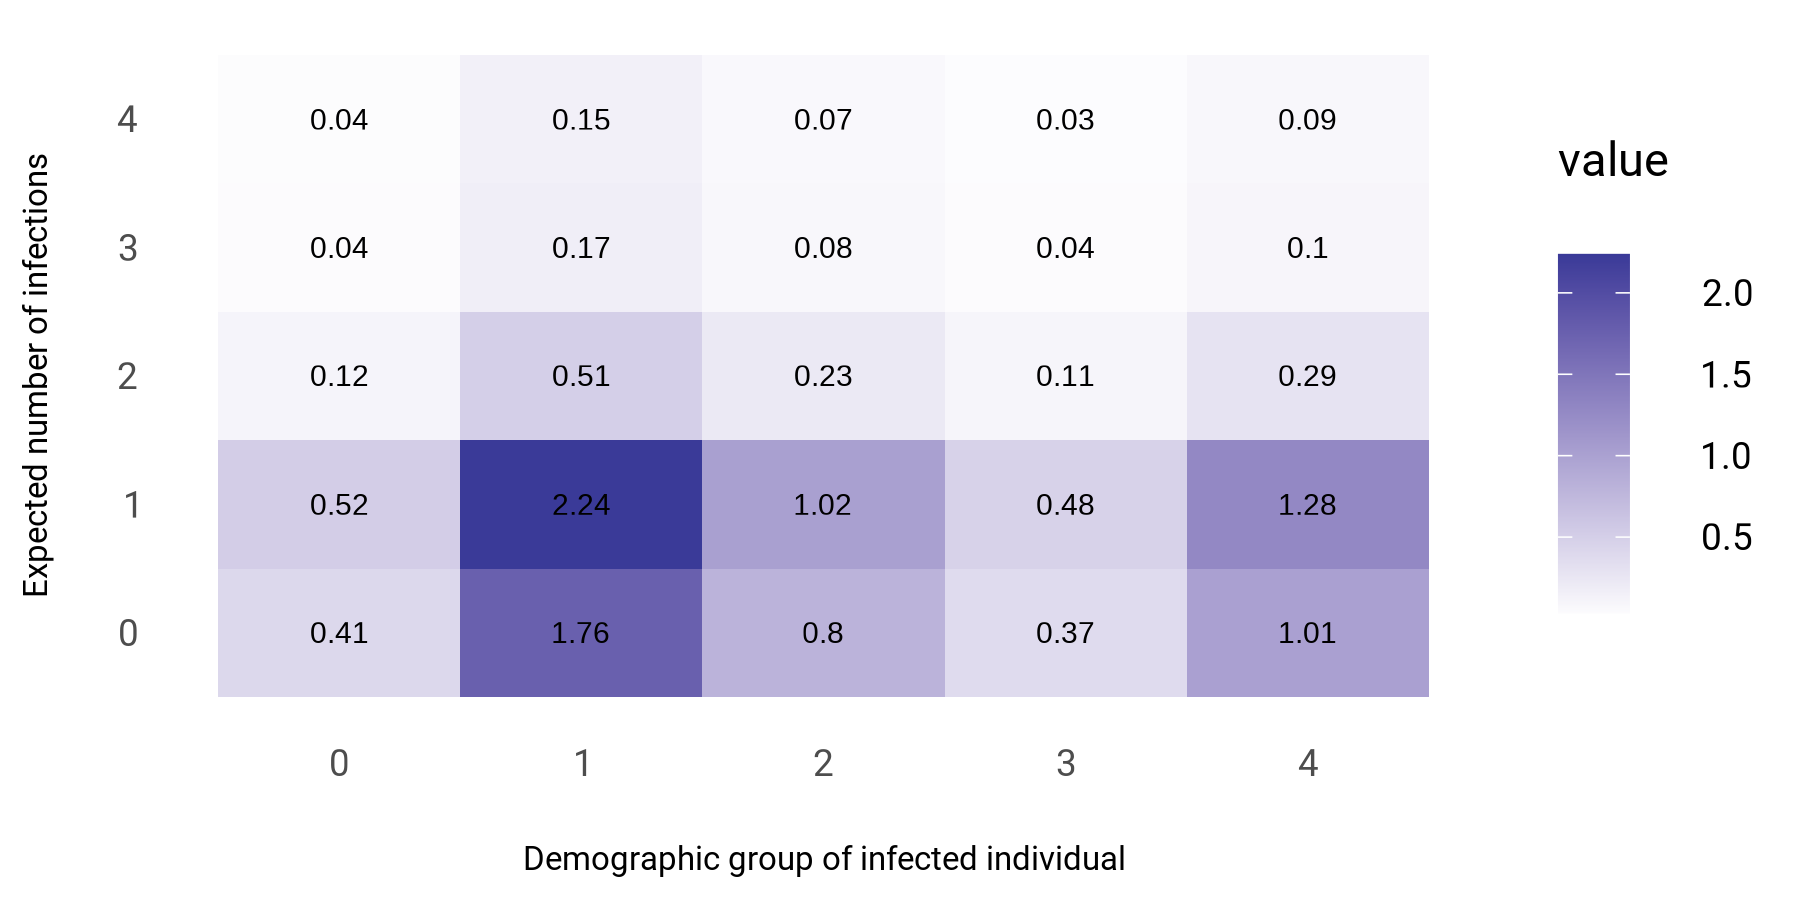 4 0.04 0.15 0.07 0.03 0.09
3 0.04 0.17 0.08 0.04 0.1
2 0.12 0.51 0.23 0.11 0.29
1 0.52 2.24 1.02 0.48 1.28
0 0.41 1.76 0.8 0.37 1.01
0 1 2 3 4
Expected number of infections
Demographic group of infected individual
value
2.0
1.5
1.0
0.5